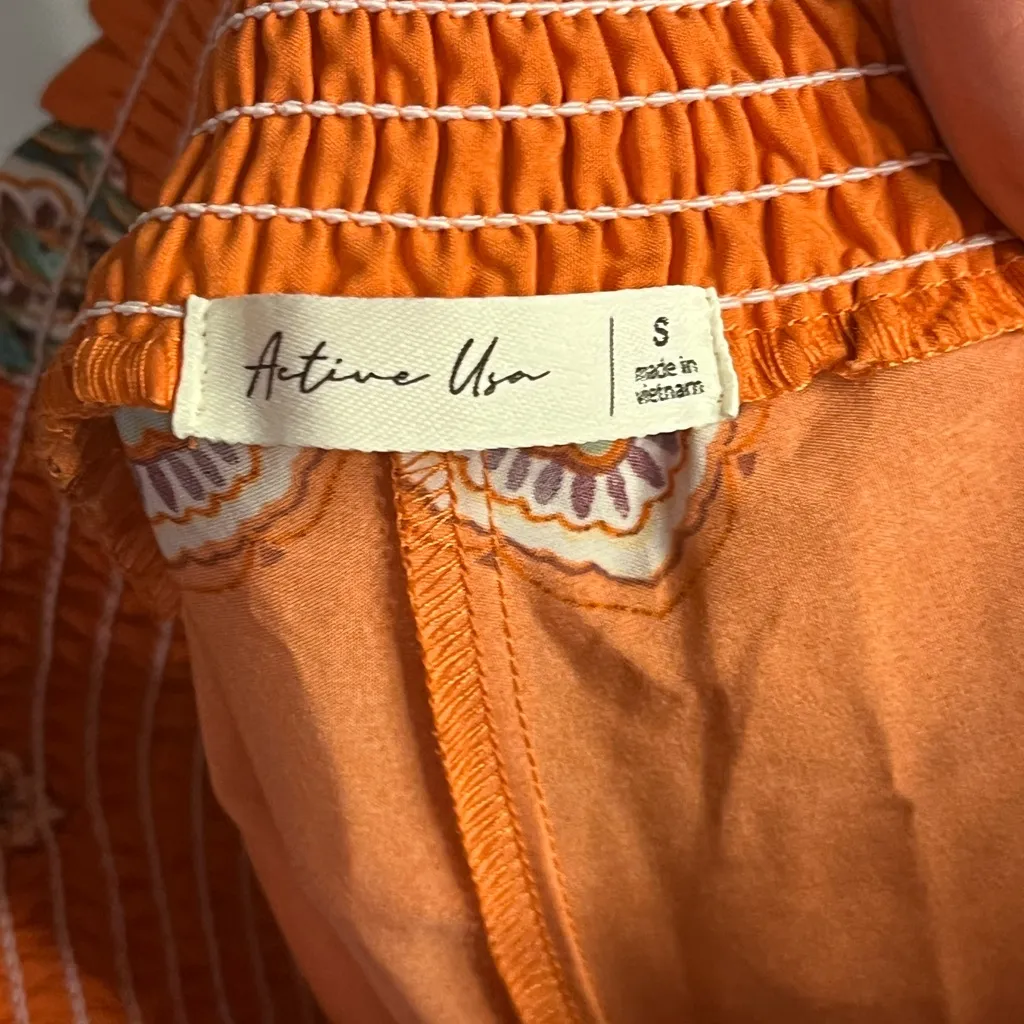 Active Usa
S
made in
vietnam